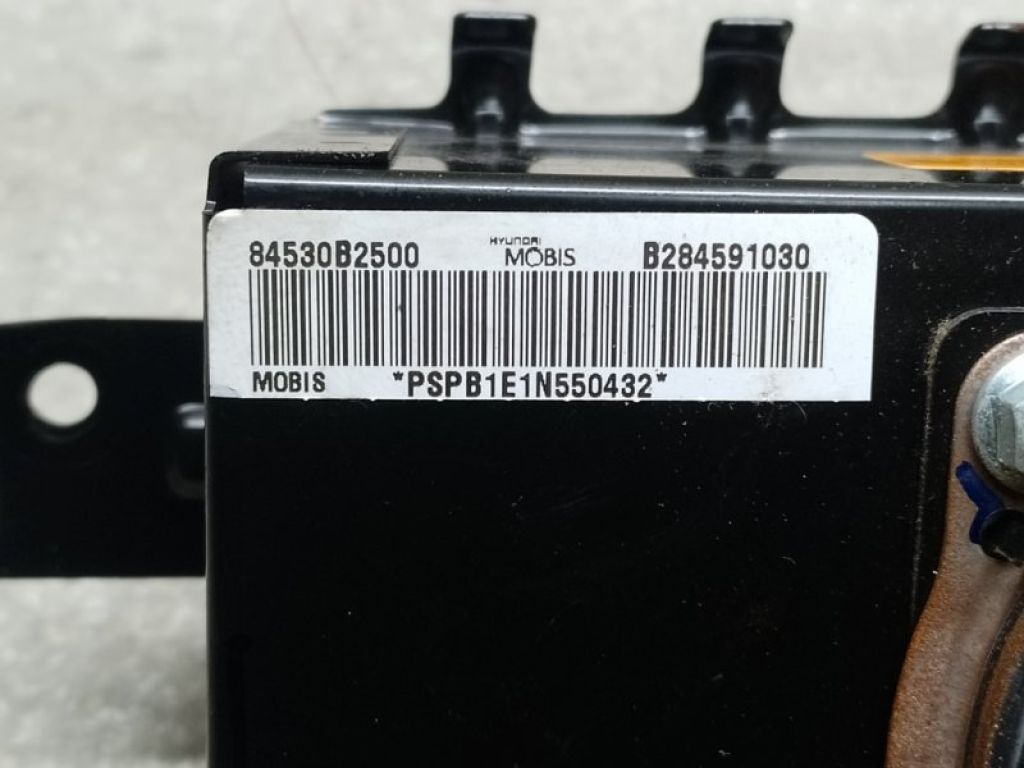 84530B2500 HYUNDAI MOBIS B284591030
MOBIS *PSPB1E1N550432*